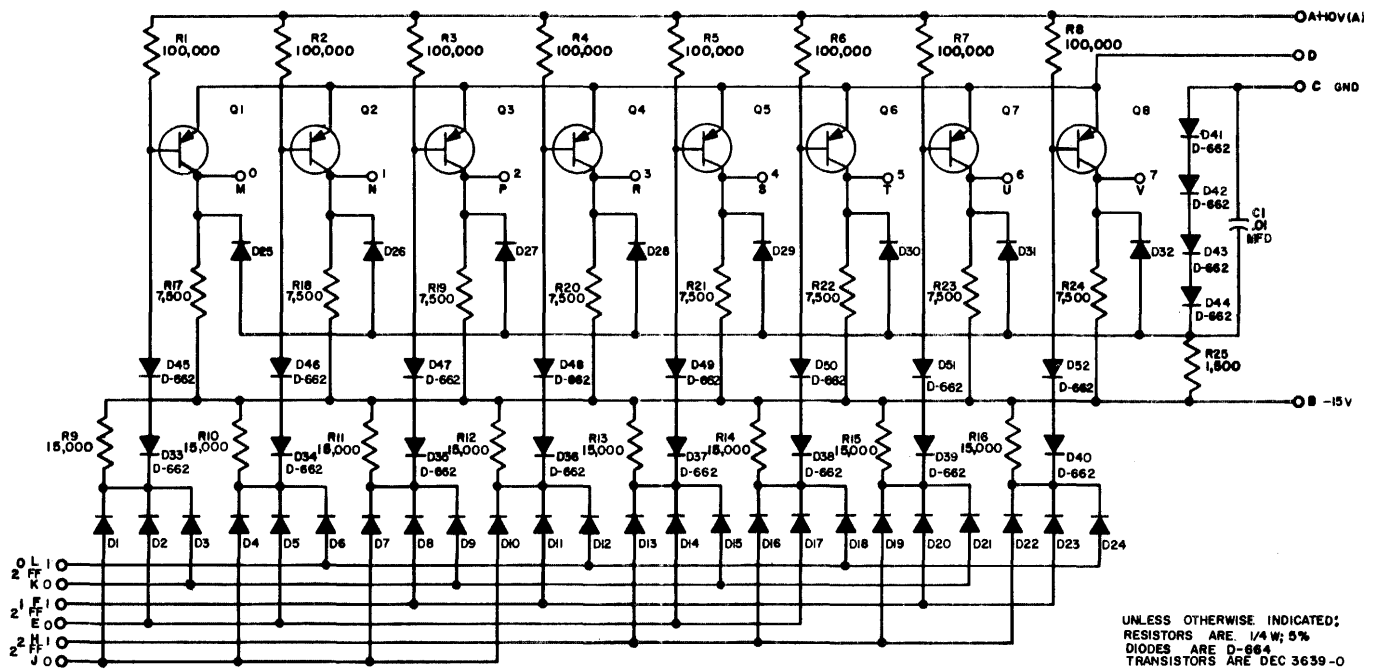 A+10V(A)
R1 100,000
R2 100,000
R3 100,000
R4 100,000
R5 100,000
R6 100,000
R7 100,000
R8 100,000
D
C GND
Q1
Q2
Q3
Q4
Q5
Q6
Q7
Q8
D41 D-662
0 M
1 N
2 P
3 R
4 S
5 T
6 U
7 V
D42 D-662
C1 .01 MFD
D25
D26
D27
D28
D29
D30
D31
D32
D43 D-662
R17 7,500
R18 7,500
R19 7,500
R20 7,500
R21 7,500
R22 7,500
R23 7,500
R24 7,500
D44 D-662
R25 1,500
D45 D-662
D46 D-662
D47 D-662
D48 D-662
D49 D-662
D50 D-662
D51 D-662
D52 D-662
B -15V
R9 15,000
R10 15,000
R11 15,000
R12 15,000
R13 15,000
R14 15,000
R15 15,000
R16 15,000
D33 D-662
D34 D-662
D35 D-662
D36 D-662
D37 D-662
D38 D-662
D39 D-662
D40 D-662
D1
D2
D3
D4
D5
D6
D7
D8
D9
D10
D11
D12
D13
D14
D15
D16
D17
D18
D19
D20
D21
D22
D23
D24
2⁰ FF L 1
K 0
2¹ FF F 1
E 0
2² FF H 1
J 0
UNLESS OTHERWISE INDICATED;
RESISTORS ARE 1/4 W; 5%
DIODES ARE D-664
TRANSISTORS ARE DEC 3639-0